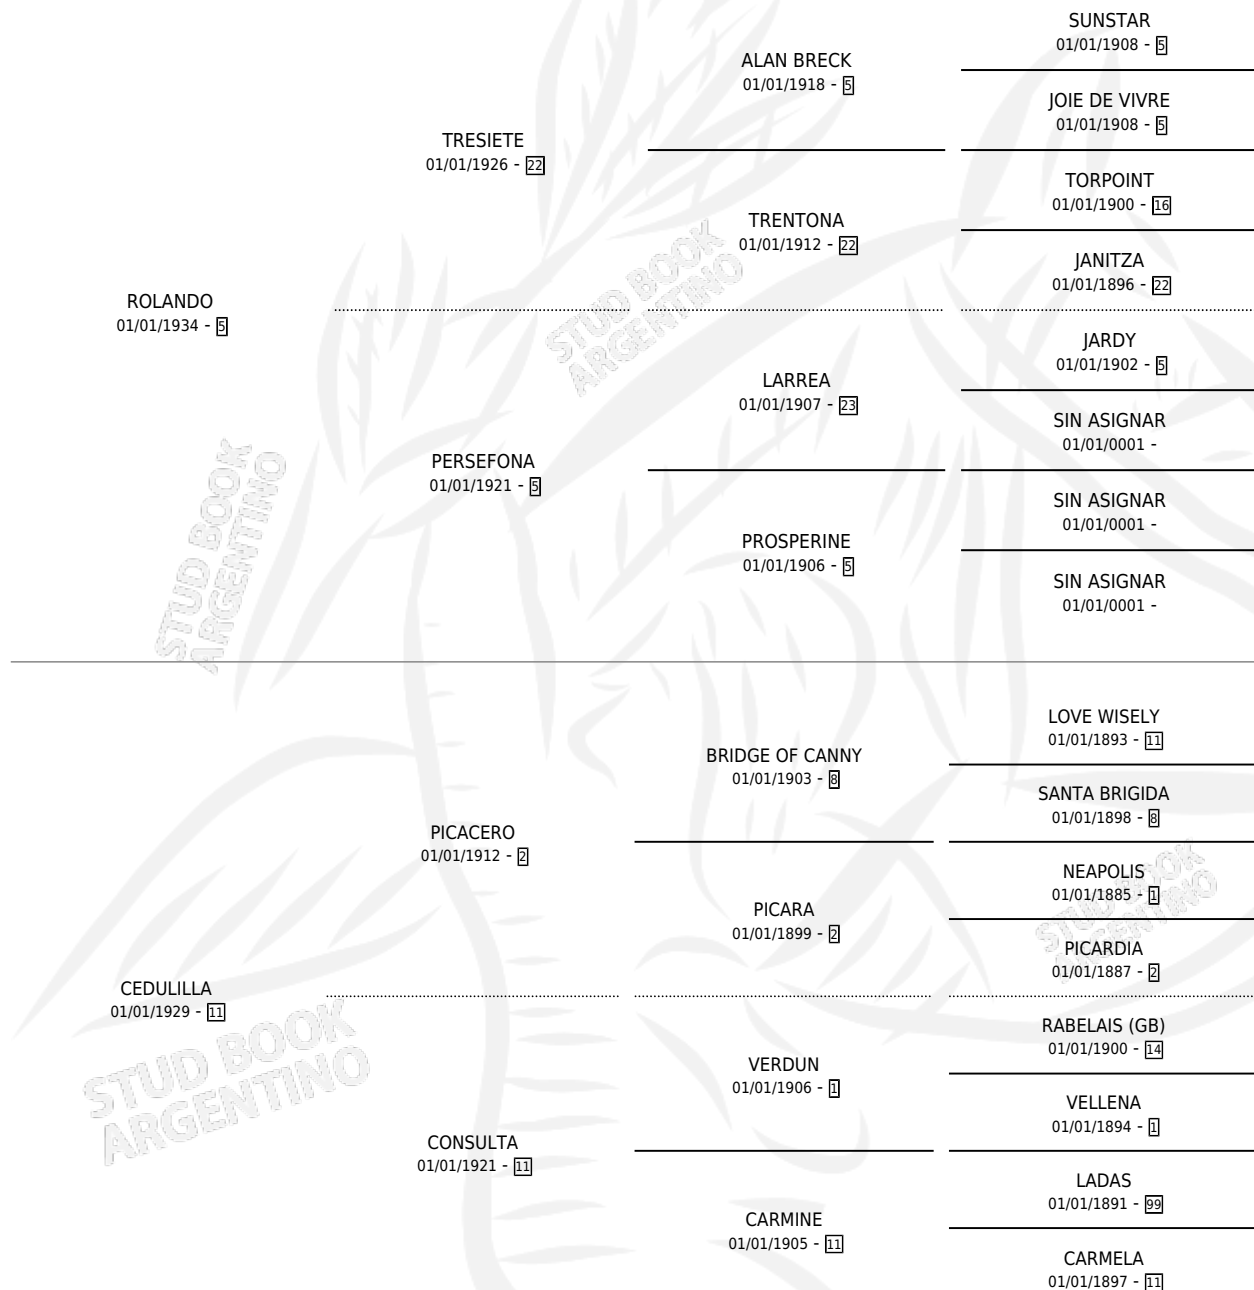 SUNSTAR
01/01/1908 - 5
ALAN BRECK
01/01/1918 - 5
JOIE DE VIVRE
01/01/1908 - 5
TRESIETE
01/01/1926 - 22
TORPOINT
01/01/1900 - 16
TRENTONA
01/01/1912 - 22
JANITZA
01/01/1896 - 22
ROLANDO
01/01/1934 - 5
JARDY
01/01/1902 - 5
LARREA
01/01/1907 - 23
SIN ASIGNAR
01/01/0001 -
PERSEFONA
01/01/1921 - 5
SIN ASIGNAR
01/01/0001 -
PROSPERINE
01/01/1906 - 5
SIN ASIGNAR
01/01/0001 -
LOVE WISELY
01/01/1893 - 11
BRIDGE OF CANNY
01/01/1903 - 8
SANTA BRIGIDA
01/01/1898 - 8
PICACERO
01/01/1912 - 2
NEAPOLIS
01/01/1885 - 1
PICARA
01/01/1899 - 2
PICARDIA
01/01/1887 - 2
CEDULILLA
01/01/1929 - 11
RABELAIS (GB)
01/01/1900 - 14
VERDUN
01/01/1906 - 1
VELLENA
01/01/1894 - 1
CONSULTA
01/01/1921 - 11
LADAS
01/01/1891 - 99
CARMINE
01/01/1905 - 11
CARMELA
01/01/1897 - 11
STUD BOOK
ARGENTINO
STUD BOOK
ARGENTINO
STUD BOOK
ARGENTINO
STUD BOOK
ARGENTINO